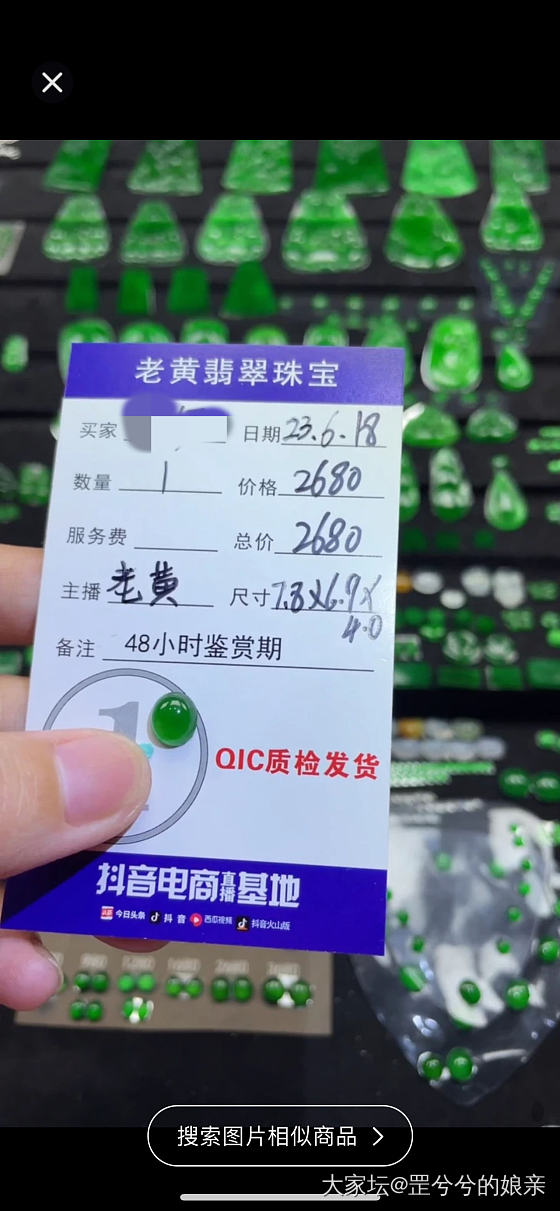 老黄翡翠珠宝
买家 日期 23.6.18
数量 1 价格 2680
服务费 总价 2680
主播 老黄 尺寸 7.8X6.9X
4.0
备注 48小时鉴赏期
1
QIC质检发货
抖音电商直播基地
今日头条 抖音 西瓜视频 抖音火山版
搜索图片相似商品
大家坛@罡兮兮的娘亲